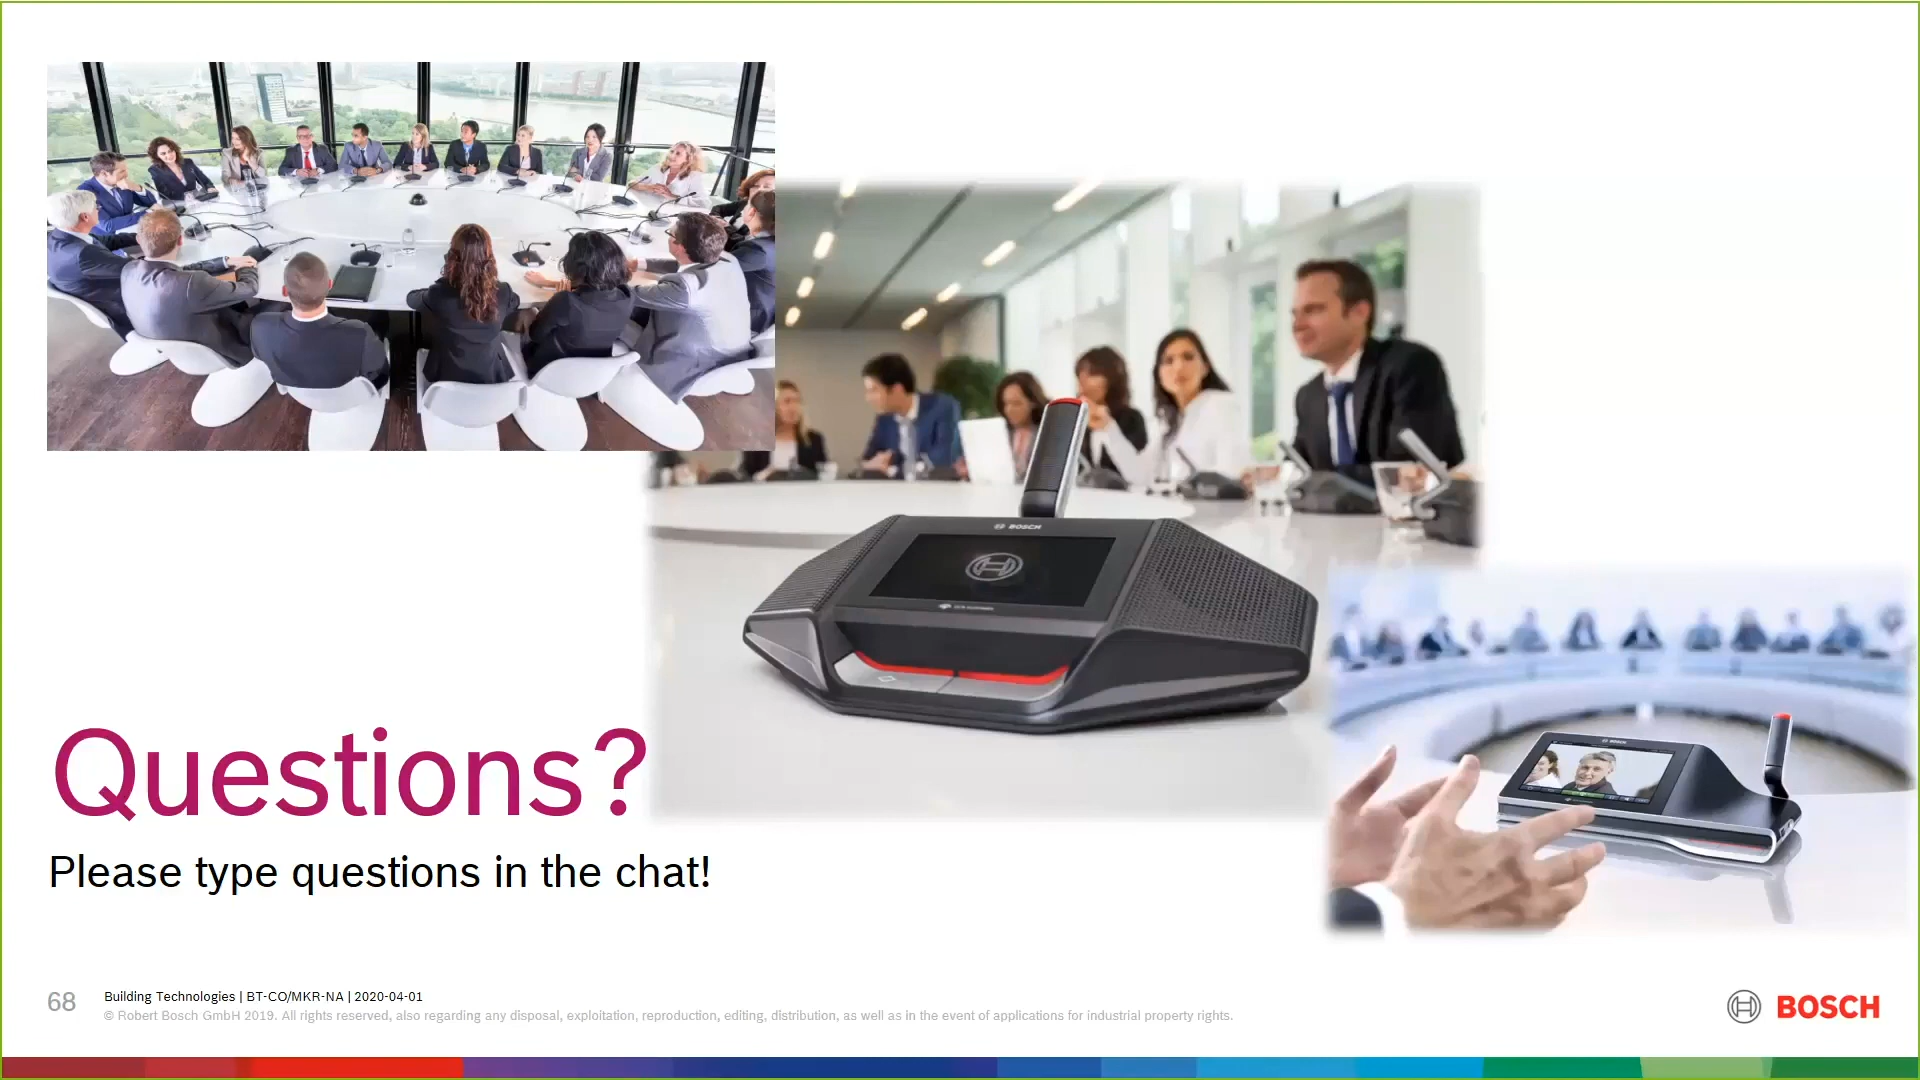 BOSCH
BOSCH
Questions?
Please type questions in the chat!
68
Building Technologies | BT-CO/MKR-NA | 2020-04-01
© Robert Bosch GmbH 2019. All rights reserved, also regarding any disposal, exploitation, reproduction, editing, distribution, as well as in the event of applications for industrial property rights.
BOSCH